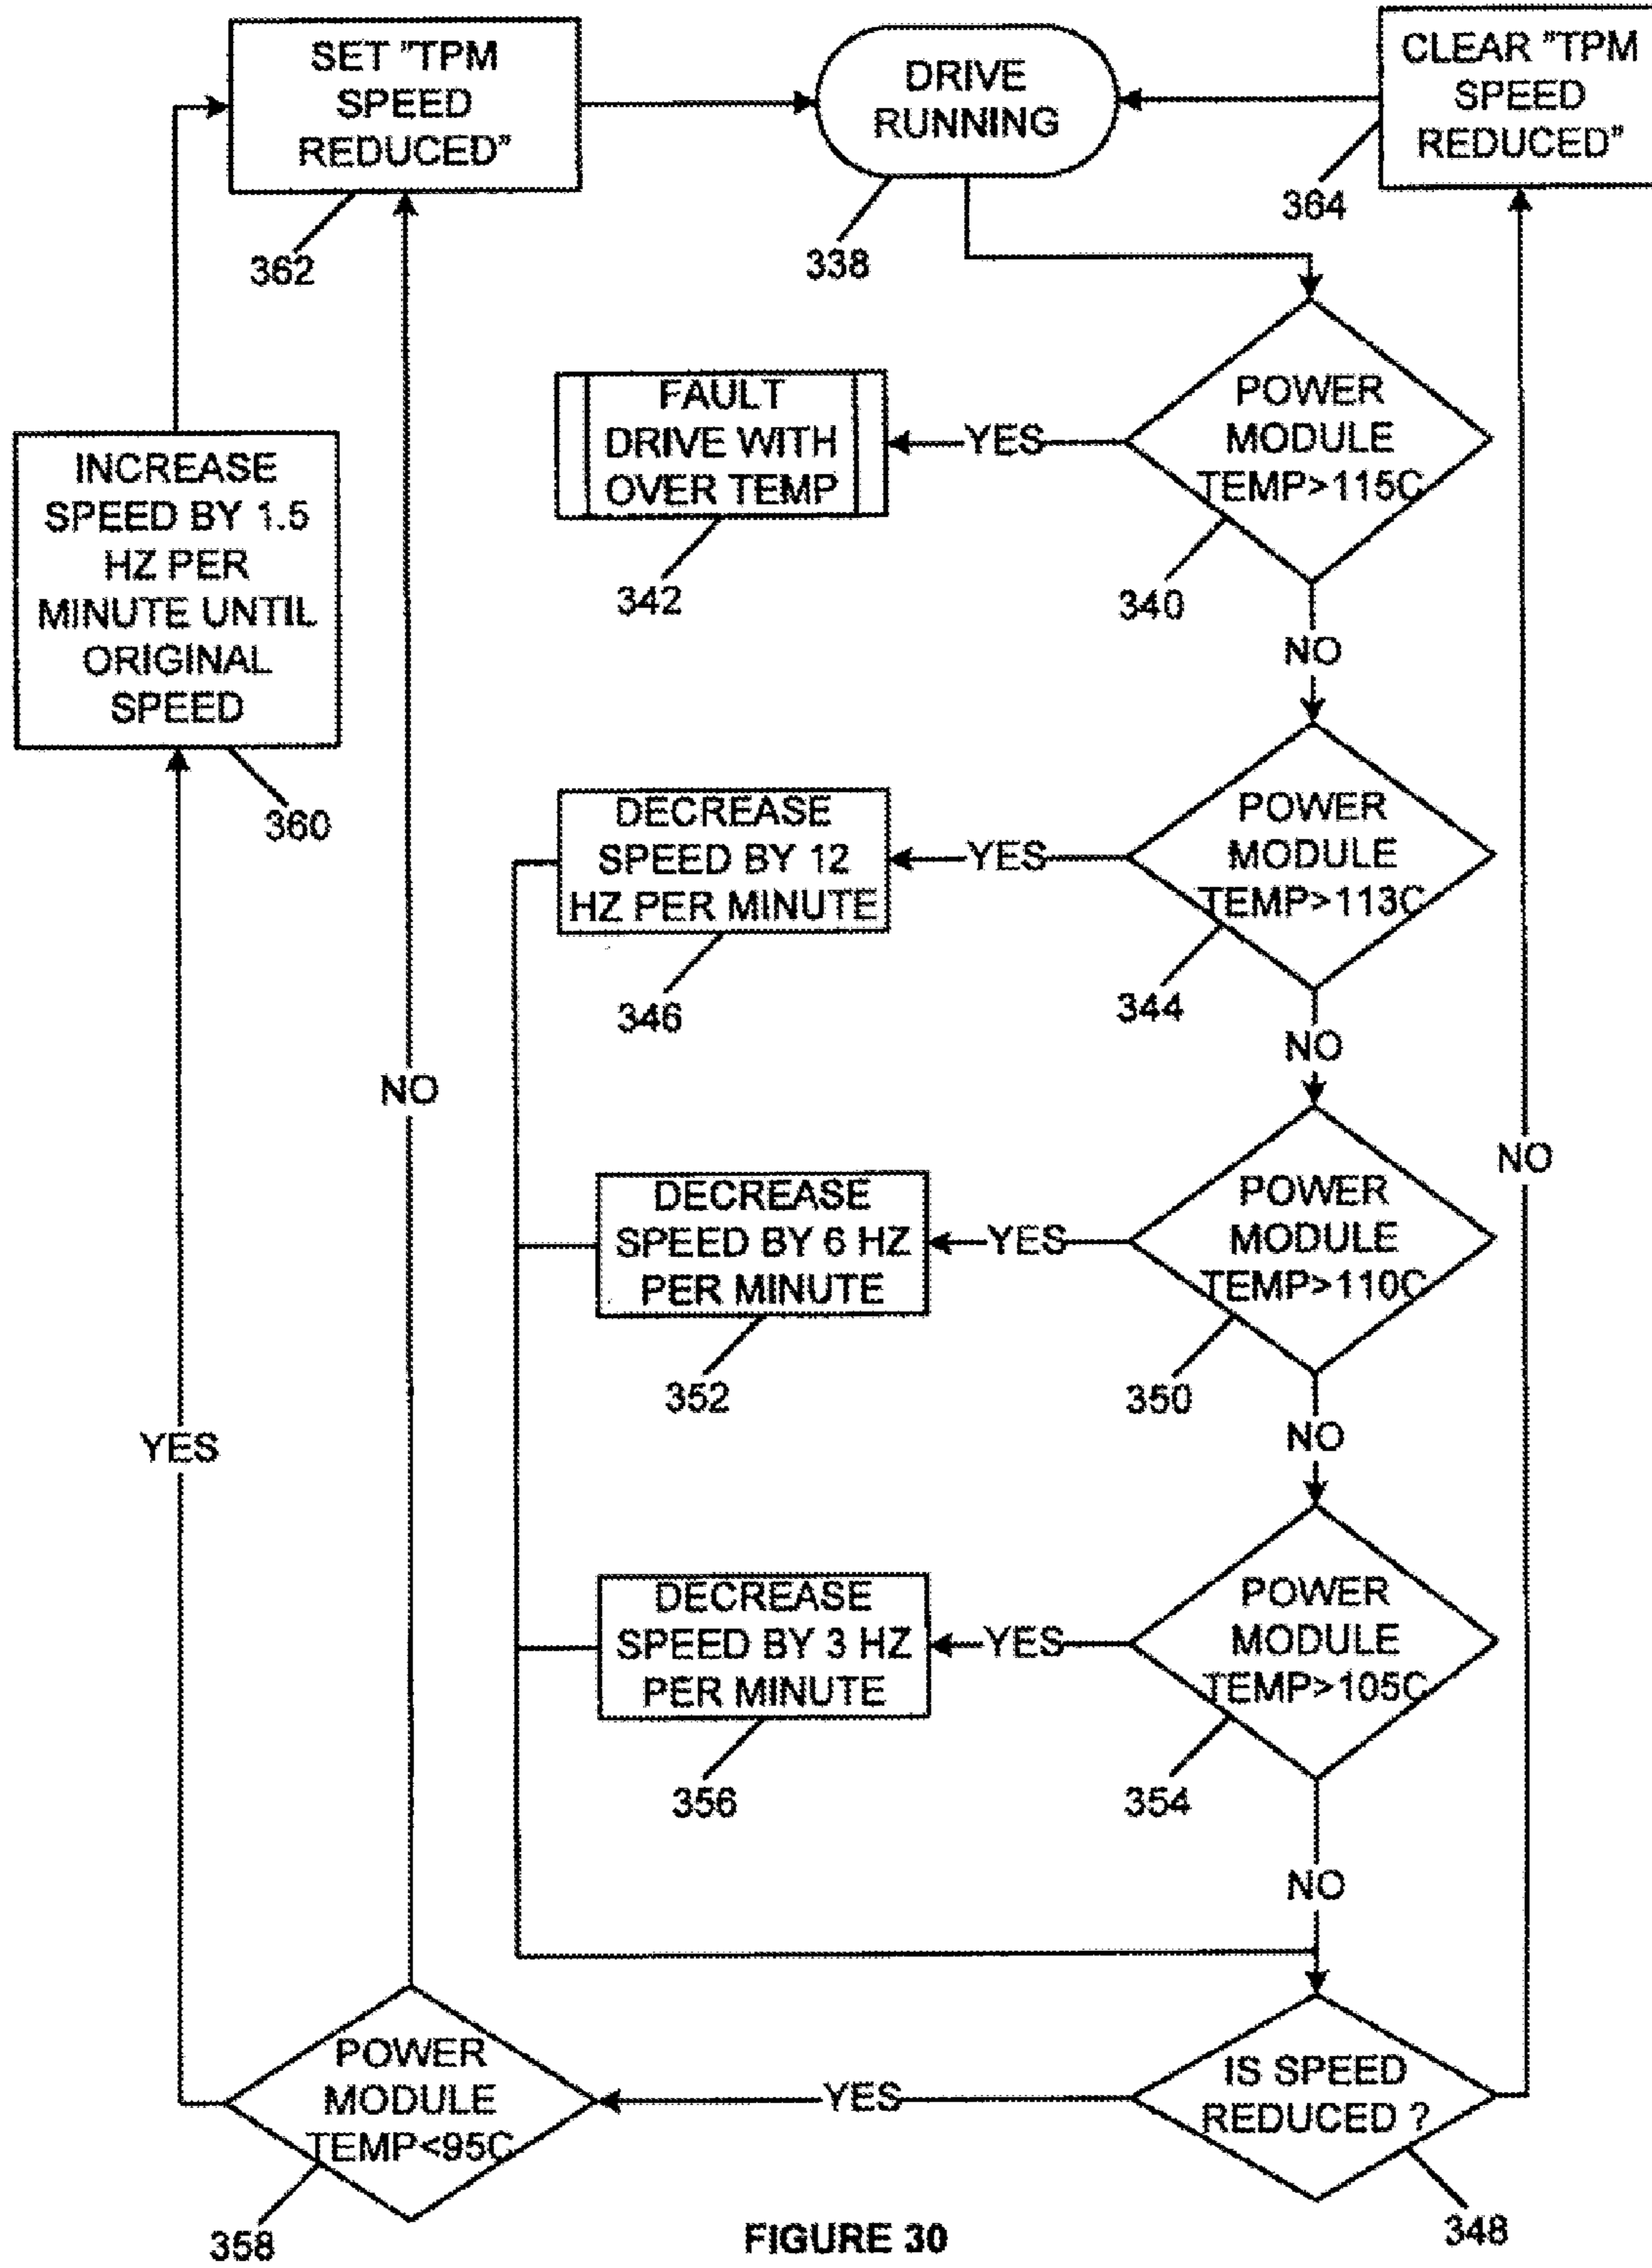 SET "TPM
SPEED
REDUCED"
DRIVE
RUNNING
CLEAR "TPM
SPEED
REDUCED"
362
338
364
FAULT
DRIVE WITH
OVER TEMP
YES
POWER
MODULE
TEMP>115C
342
340
NO
INCREASE
SPEED BY 1.5
HZ PER
MINUTE UNTIL
ORIGINAL
SPEED
360
DECREASE
SPEED BY 12
HZ PER MINUTE
YES
POWER
MODULE
TEMP>113C
346
344
NO
NO
NO
DECREASE
SPEED BY 6 HZ
PER MINUTE
YES
POWER
MODULE
TEMP>110C
352
350
YES
NO
DECREASE
SPEED BY 3 HZ
PER MINUTE
YES
POWER
MODULE
TEMP>105C
356
354
NO
POWER
MODULE
TEMP<95C
YES
IS SPEED
REDUCED ?
358
348
FIGURE 30